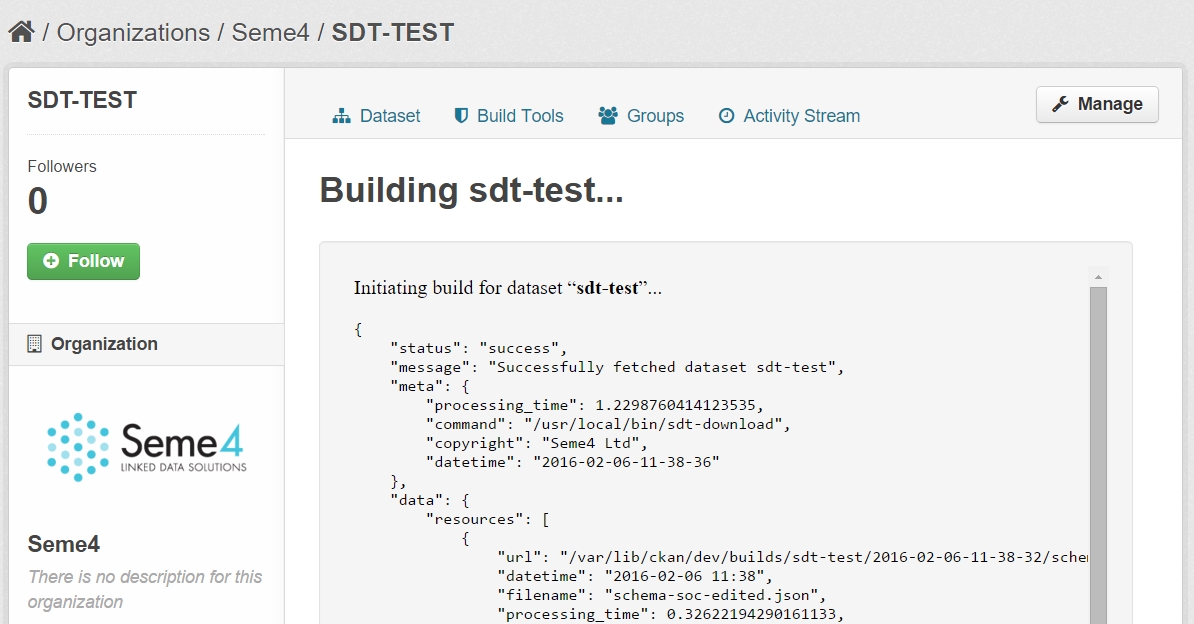 / Organizations / Seme4 / SDT-TEST
SDT-TEST
Followers
0
Follow
Organization
Seme4
LINKED DATA SOLUTIONS
Seme4
There is no description for this
organization
Dataset
Build Tools
Groups
Activity Stream
Manage
Building sdt-test...
Initiating build for dataset “sdt-test”...
{
"status": "success",
"message": "Successfully fetched dataset sdt-test",
"meta": {
"processing_time": 1.2298760414123535,
"command": "/usr/local/bin/sdt-download",
"copyright": "Seme4 Ltd",
"datetime": "2016-02-06-11-38-36"
},
"data": {
"resources": [
{
"url": "/var/lib/ckan/dev/builds/sdt-test/2016-02-06-11-38-32/schem
"datetime": "2016-02-06 11:38",
"filename": "schema-soc-edited.json",
"processing_time": 0.32622194290161133,